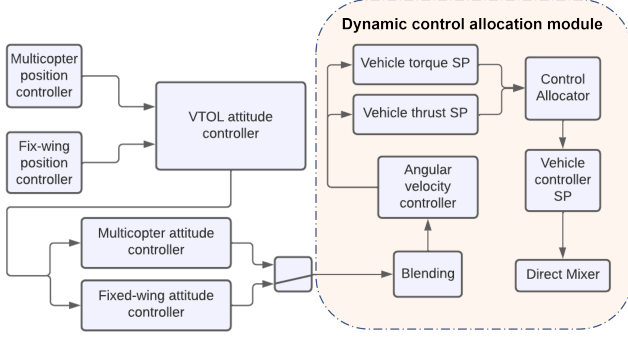 Dynamic control allocation module
Multicopter
position
controller
Fix-wing
position
controller
VTOL attitude
controller
Multicopter attitude
controller
Fixed-wing attitude
controller
Vehicle torque SP
Vehicle thrust SP
Control
Allocator
Angular
velocity
controller
Vehicle
controller
SP
Blending
Direct Mixer